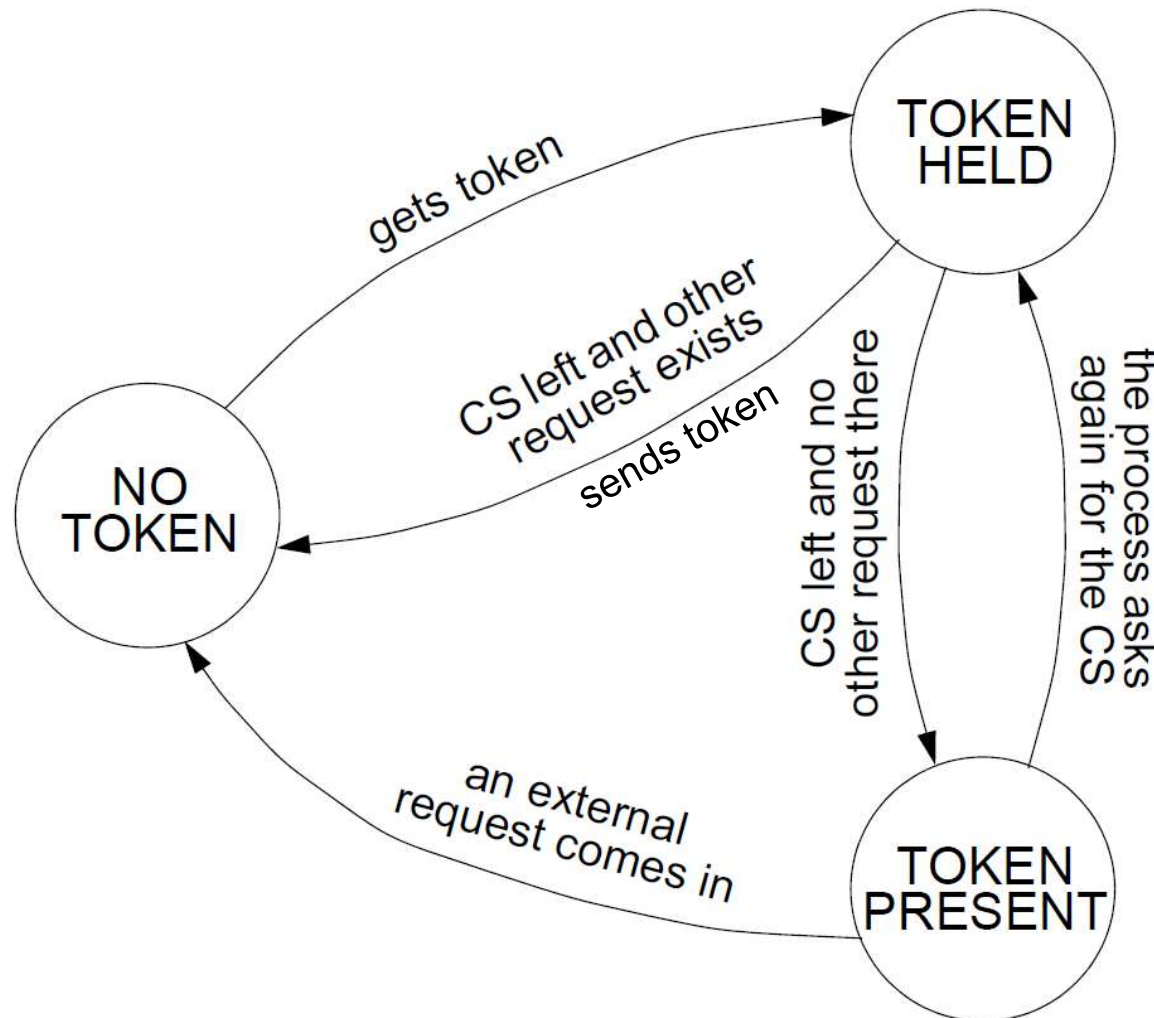 TOKEN
HELD
gets token
CS left and other
request exists
sends token
NO
TOKEN
CS left and no
other request there
the process asks
again for the CS
an external
request comes in
TOKEN
PRESENT